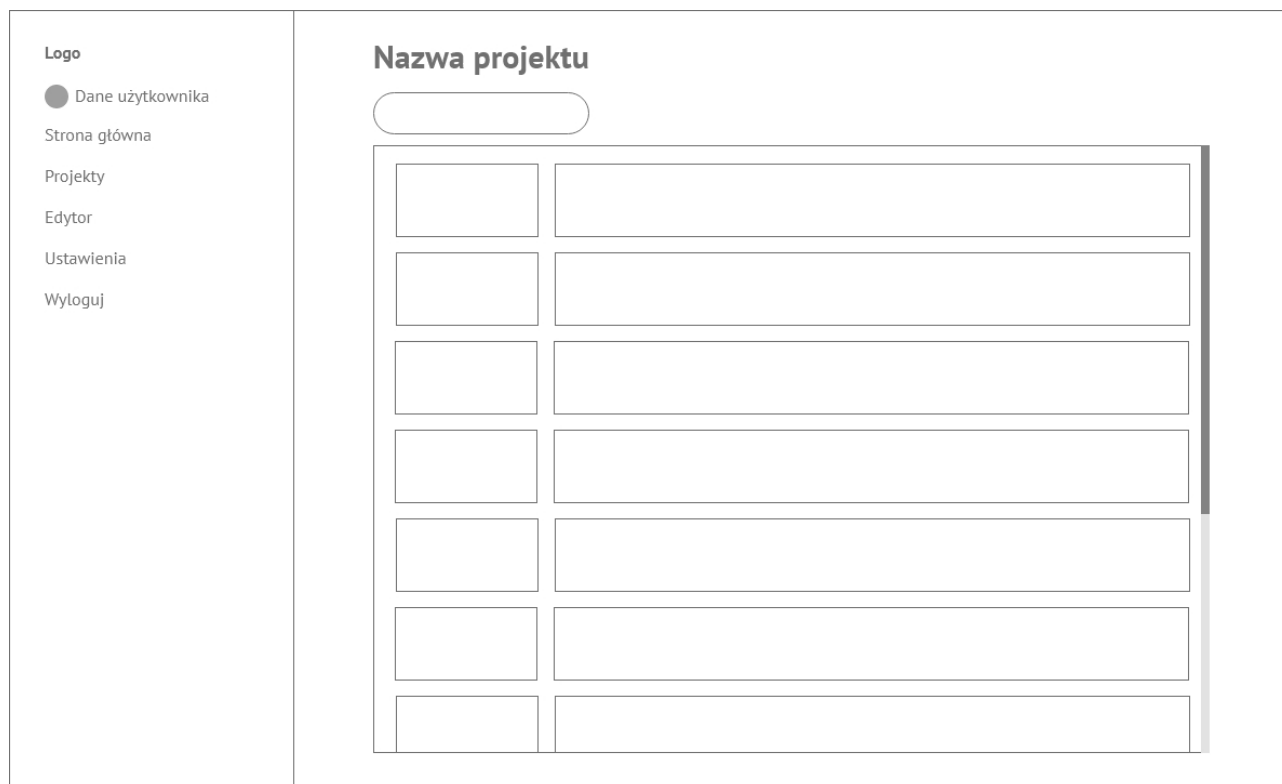 Logo
Dane użytkownika
Strona główna
Projekty
Edytor
Ustawienia
Wyloguj
Nazwa projektu